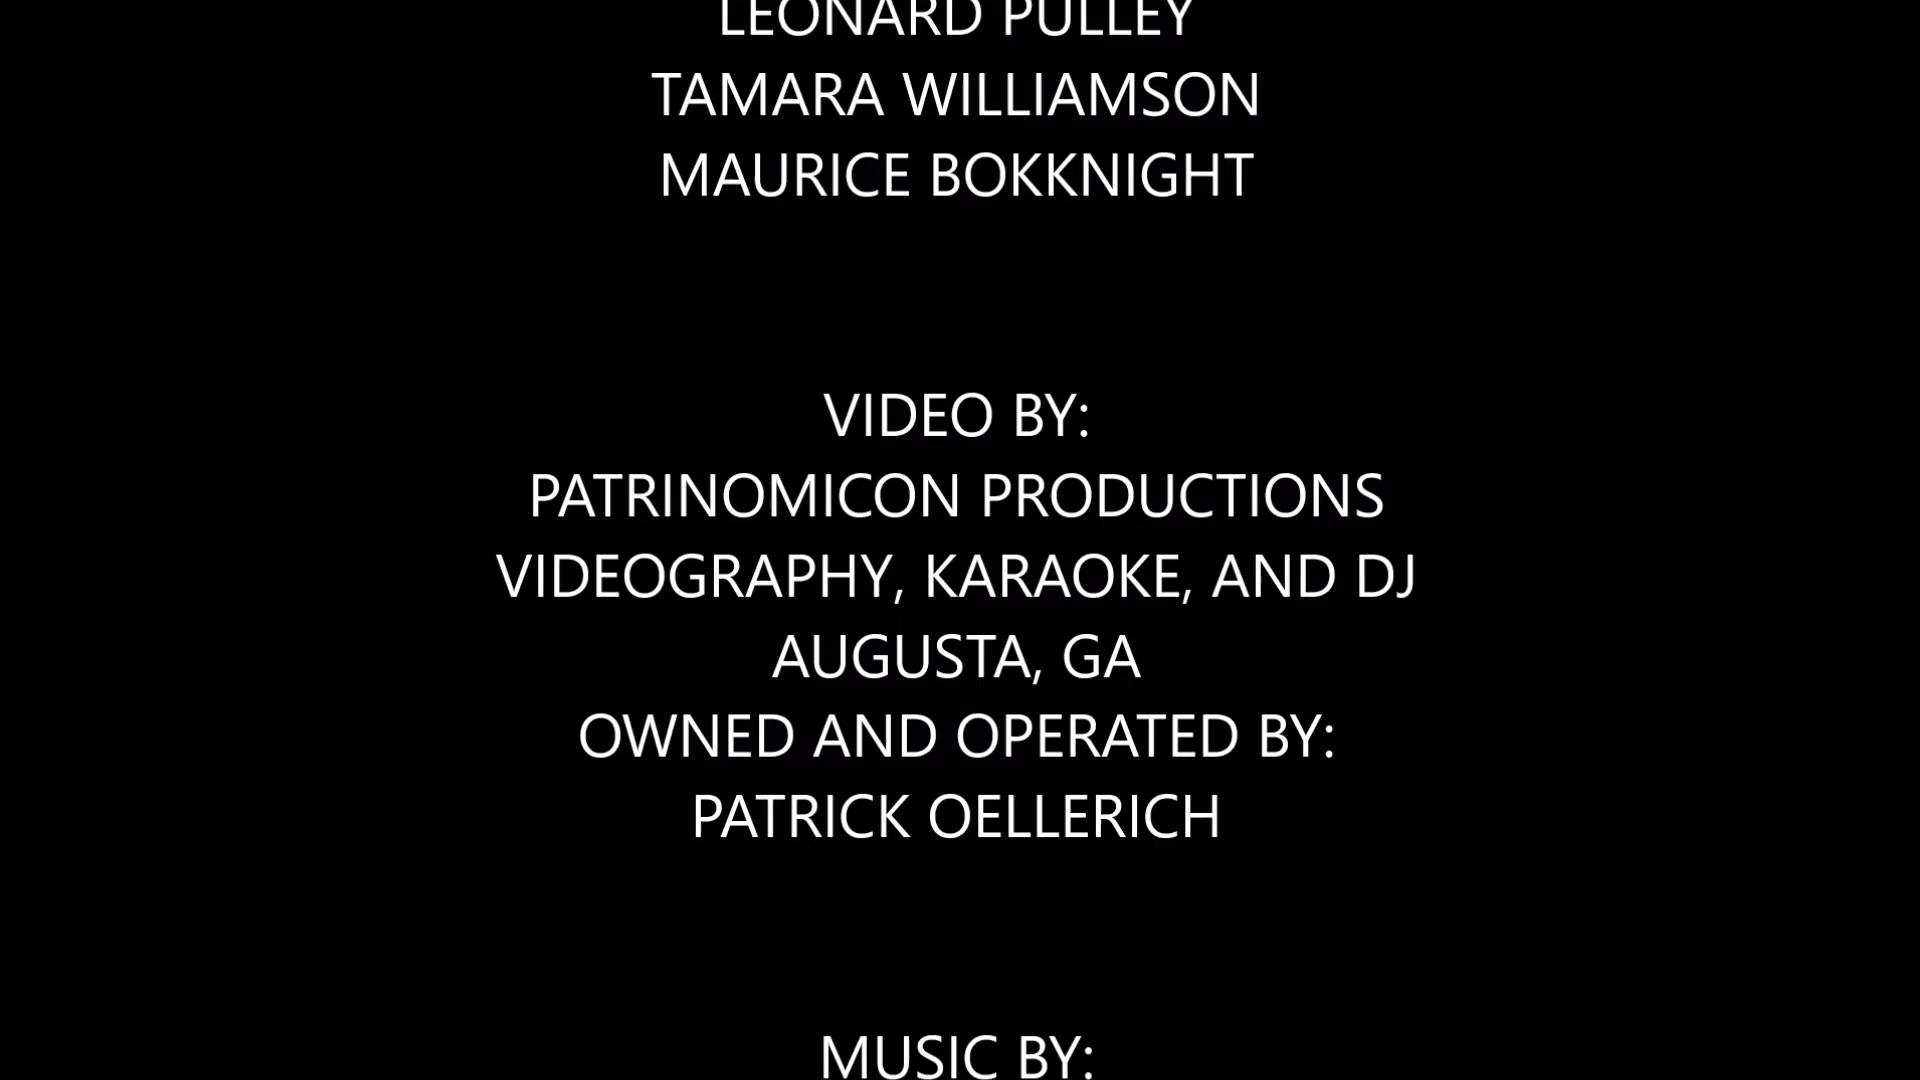 LEONARD PULLEY
TAMARA WILLIAMSON
MAURICE BOKKNIGHT
VIDEO BY:
PATRINOMICON PRODUCTIONS
VIDEOGRAPHY, KARAOKE, AND DJ
AUGUSTA, GA
OWNED AND OPERATED BY:
PATRICK OELLERICH
MUSIC BY: